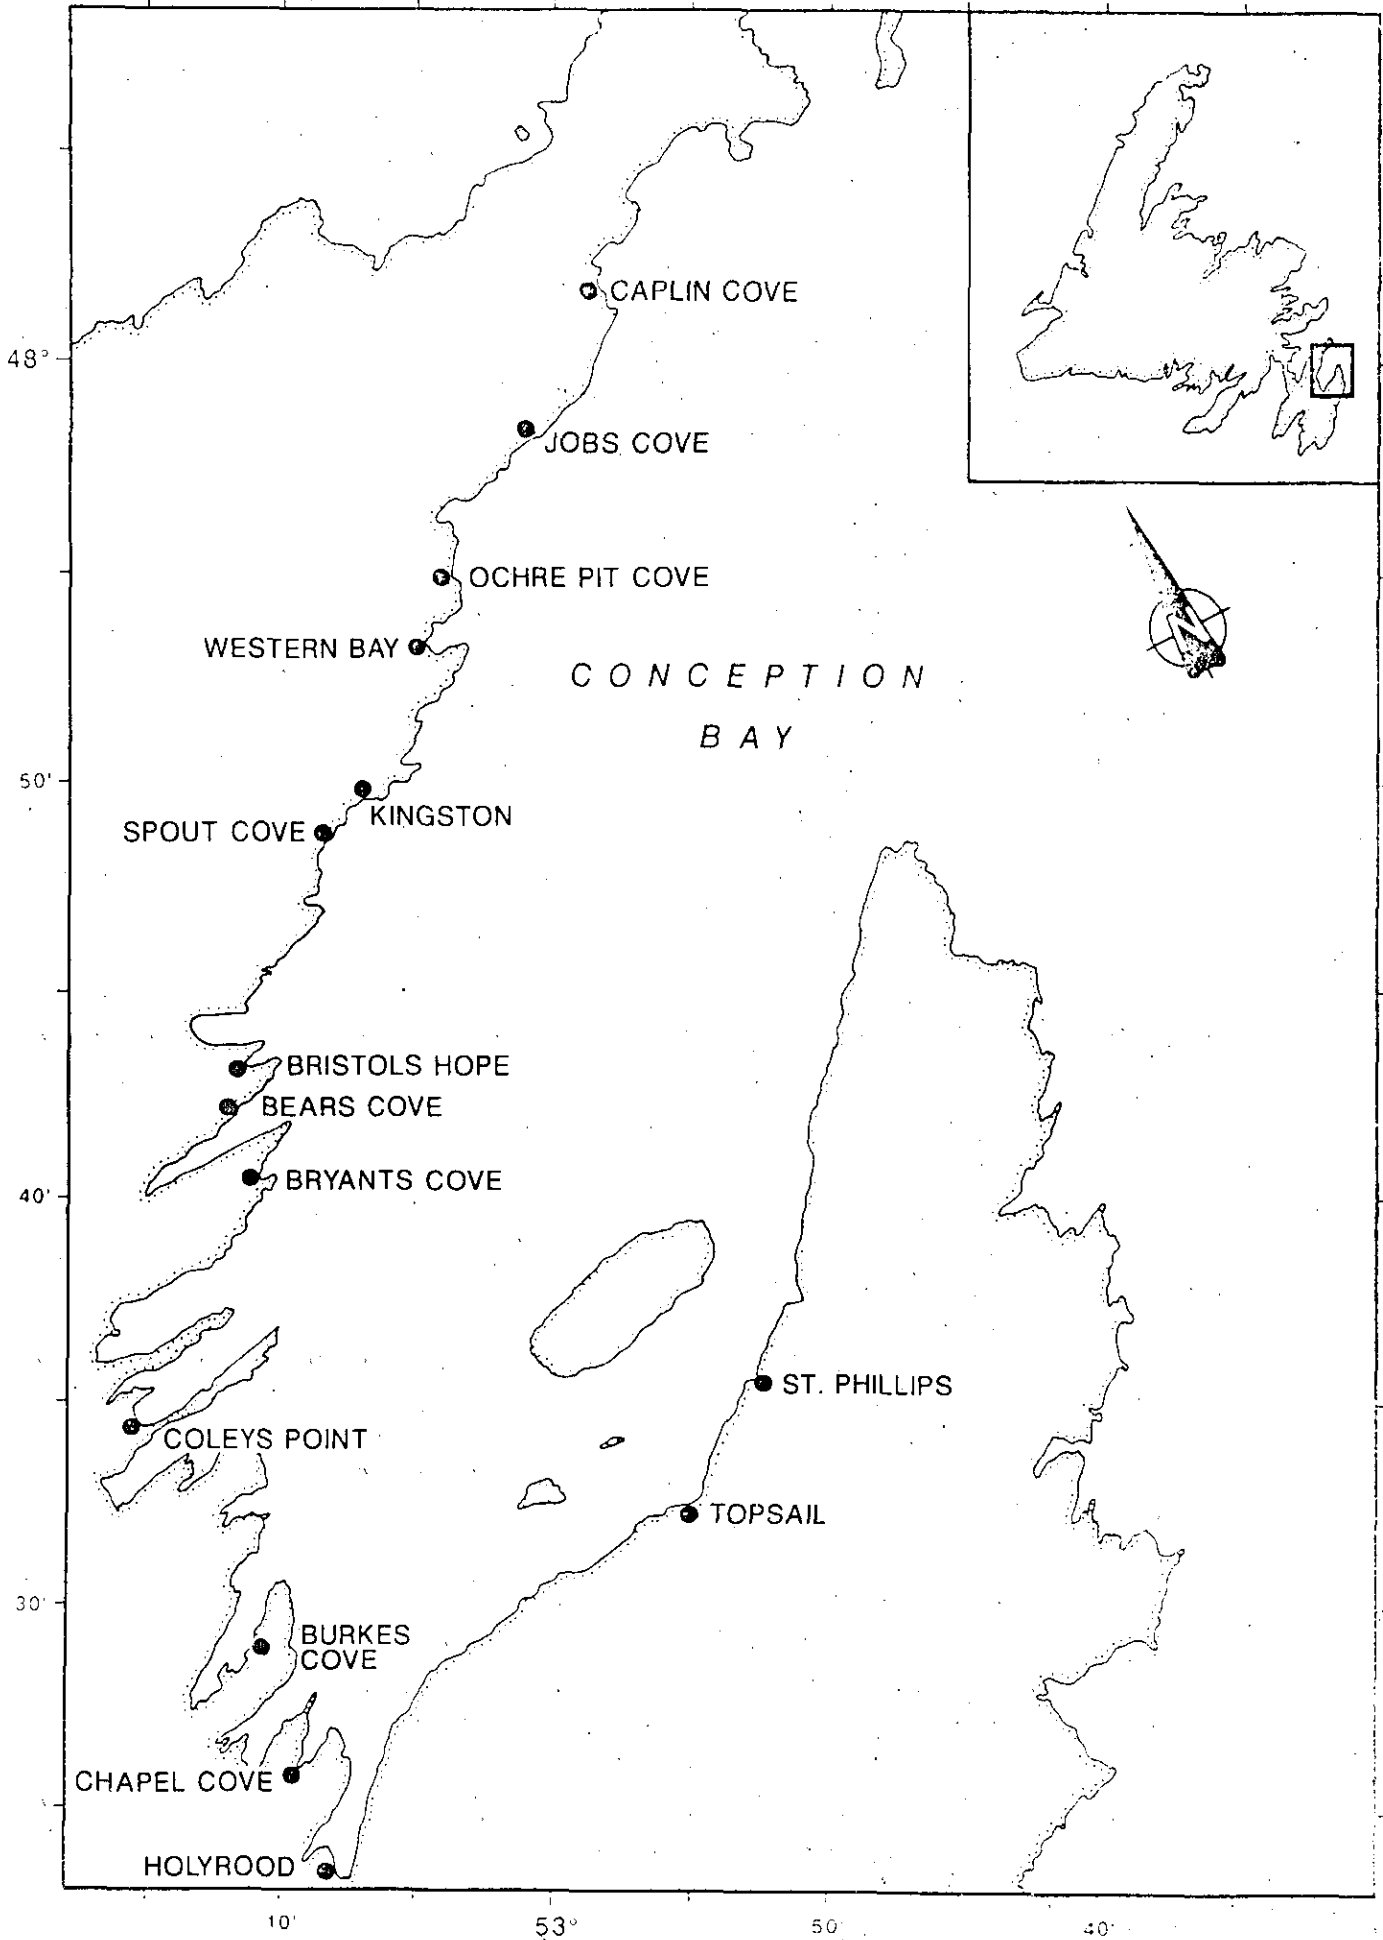 CAPLIN COVE
48°
JOBS COVE
OCHRE PIT COVE
WESTERN BAY
CONCEPTION
BAY
N
50'
KINGSTON
SPOUT COVE
BRISTOLS HOPE
BEARS COVE
BRYANTS COVE
40'
ST. PHILLIPS
COLEYS POINT
TOPSAIL
30'
BURKES
COVE
CHAPEL COVE
HOLYROOD
10'
53°
50'
40'